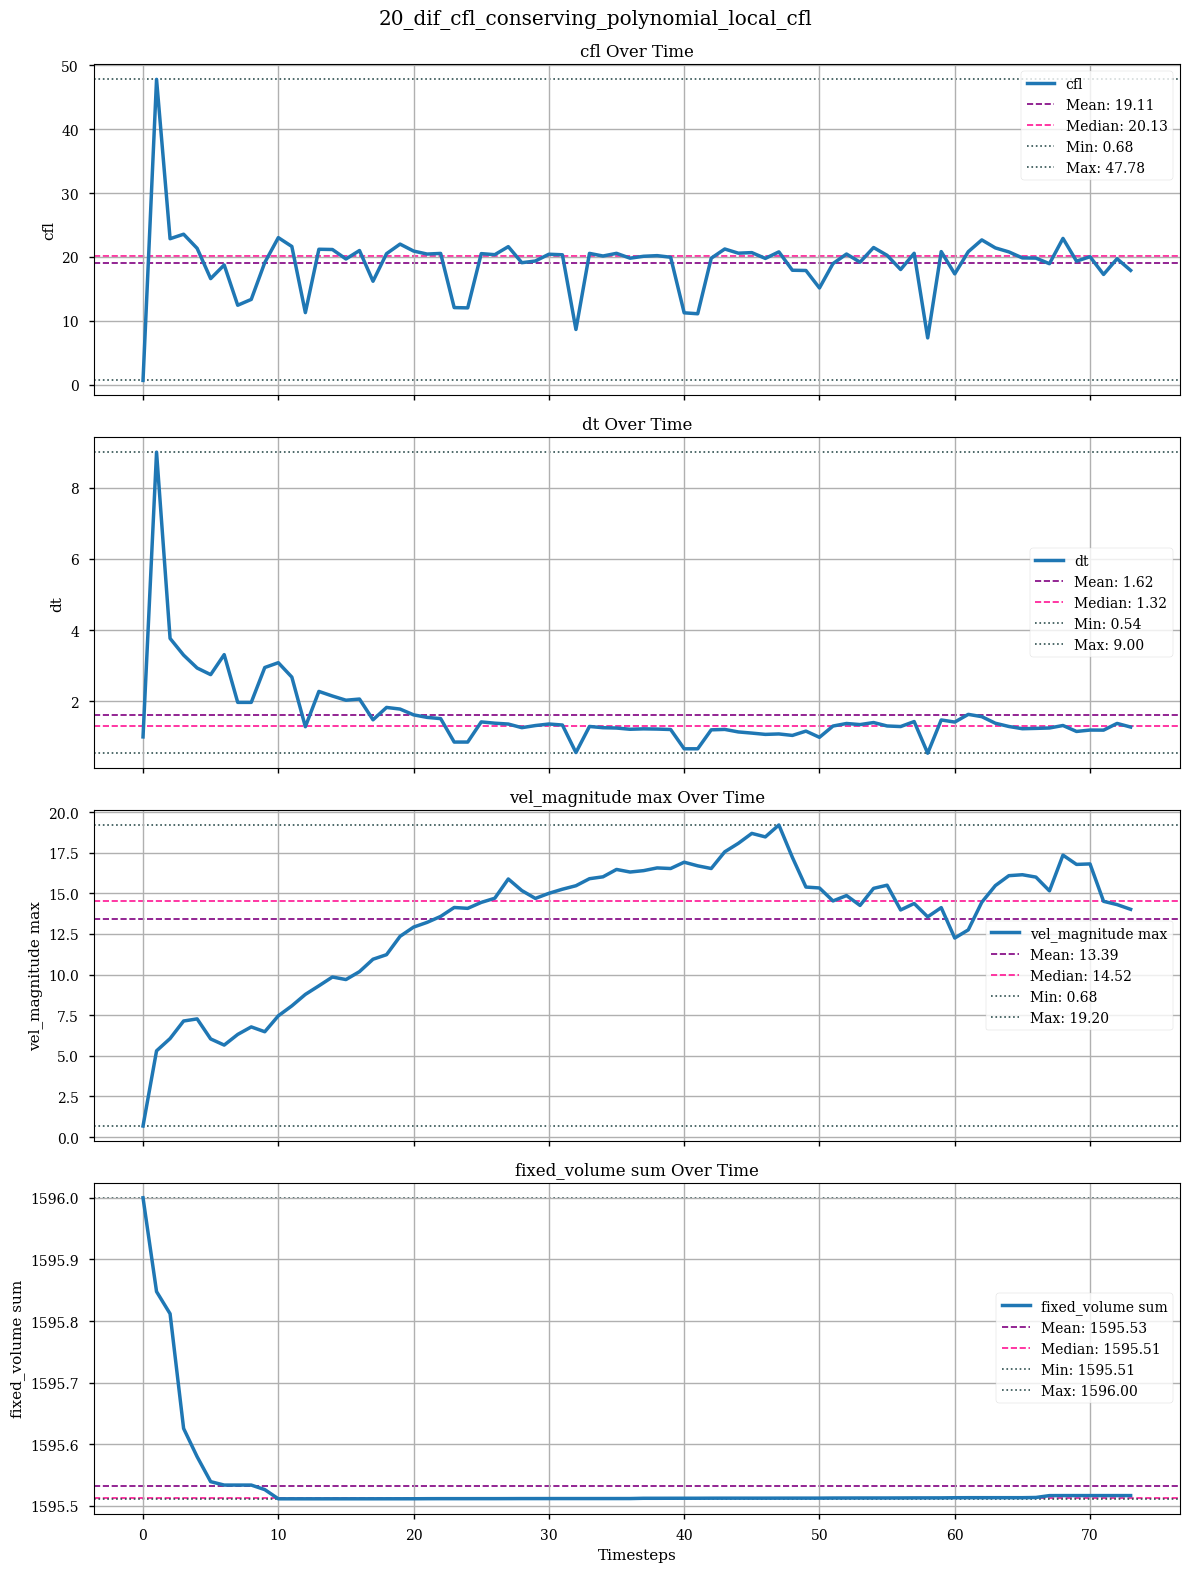 20_dif_cfl_conserving_polynomial_local_cfl
cfl Over Time
50
40
30
20
10
0
cfl
cfl
Mean: 19.11
Median: 20.13
Min: 0.68
Max: 47.78
dt Over Time
8
6
4
2
dt
dt
Mean: 1.62
Median: 1.32
Min: 0.54
Max: 9.00
vel_magnitude max Over Time
20.0
17.5
15.0
12.5
10.0
7.5
5.0
2.5
0.0
vel_magnitude max
vel_magnitude max
Mean: 13.39
Median: 14.52
Min: 0.68
Max: 19.20
fixed_volume sum Over Time
1596.0
1595.9
1595.8
1595.7
1595.6
1595.5
fixed_volume sum
fixed_volume sum
Mean: 1595.53
Median: 1595.51
Min: 1595.51
Max: 1596.00
0 10 20 30 40 50 60 70
Timesteps